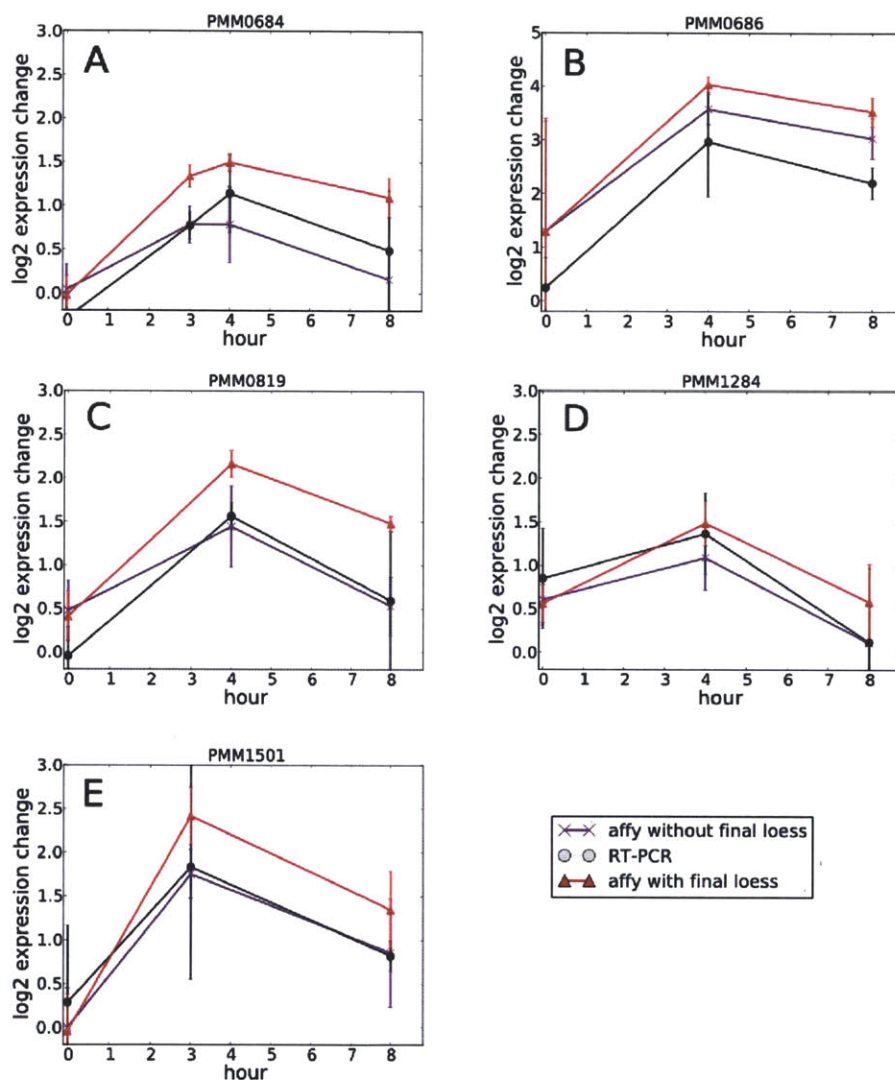 PMM0684
A
log2 expression change
3.0
2.5
2.0
1.5
1.0
0.5
0.0
0 1 2 3 4 5 6 7 8
hour
PMM0686
B
log2 expression change
5
4
3
2
1
0
0 1 2 3 4 5 6 7 8
hour
PMM0819
C
log2 expression change
3.0
2.5
2.0
1.5
1.0
0.5
0.0
0 1 2 3 4 5 6 7 8
hour
PMM1284
D
log2 expression change
3.0
2.5
2.0
1.5
1.0
0.5
0.0
0 1 2 3 4 5 6 7 8
hour
PMM1501
E
log2 expression change
3.0
2.5
2.0
1.5
1.0
0.5
0.0
0 1 2 3 4 5 6 7 8
hour
affy without final loess
RT-PCR
affy with final loess